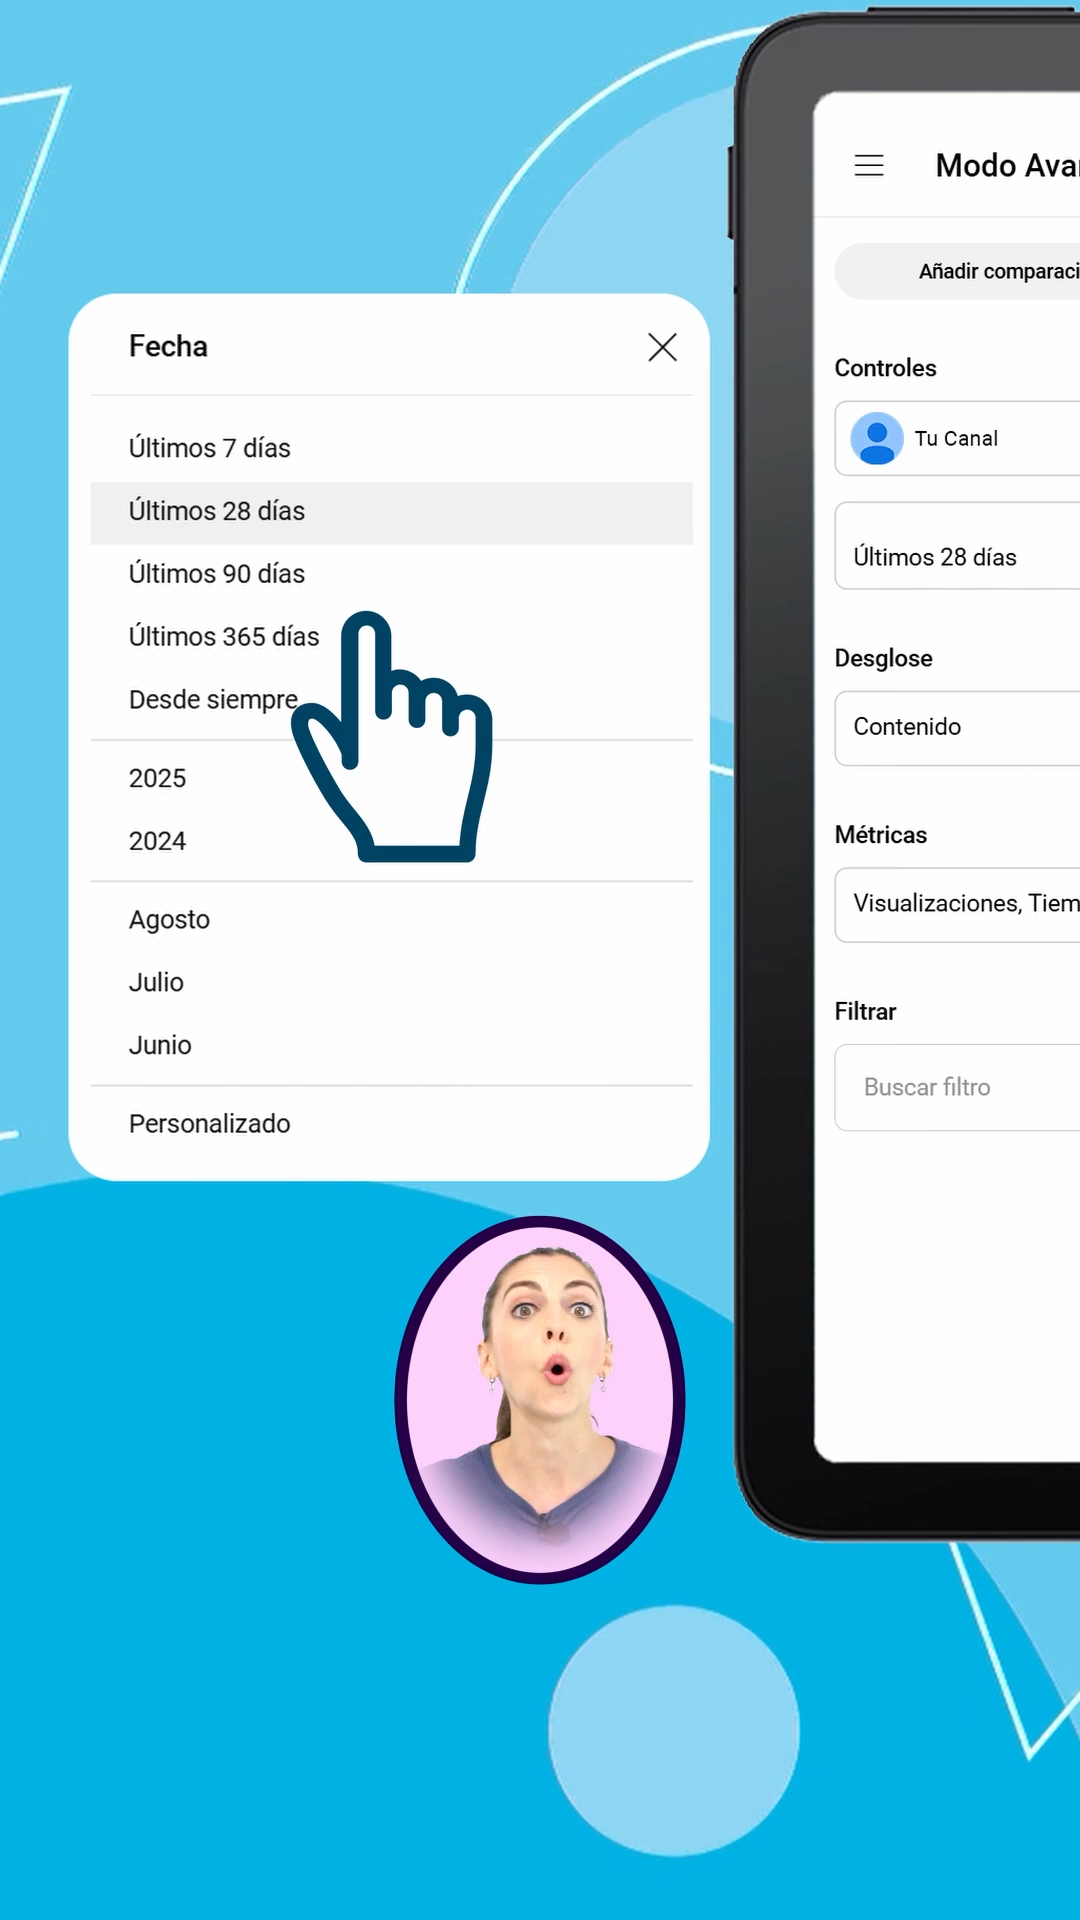 Fecha
Últimos 7 días
Últimos 28 días
Últimos 90 días
Últimos 365 días
Desde siempre
2025
2024
Agosto
Julio
Junio
Personalizado
Modo Ava
Añadir comparaci
Controles
Tu Canal
Últimos 28 días
Desglose
Contenido
Métricas
Visualizaciones, Tiem
Filtrar
Buscar filtro